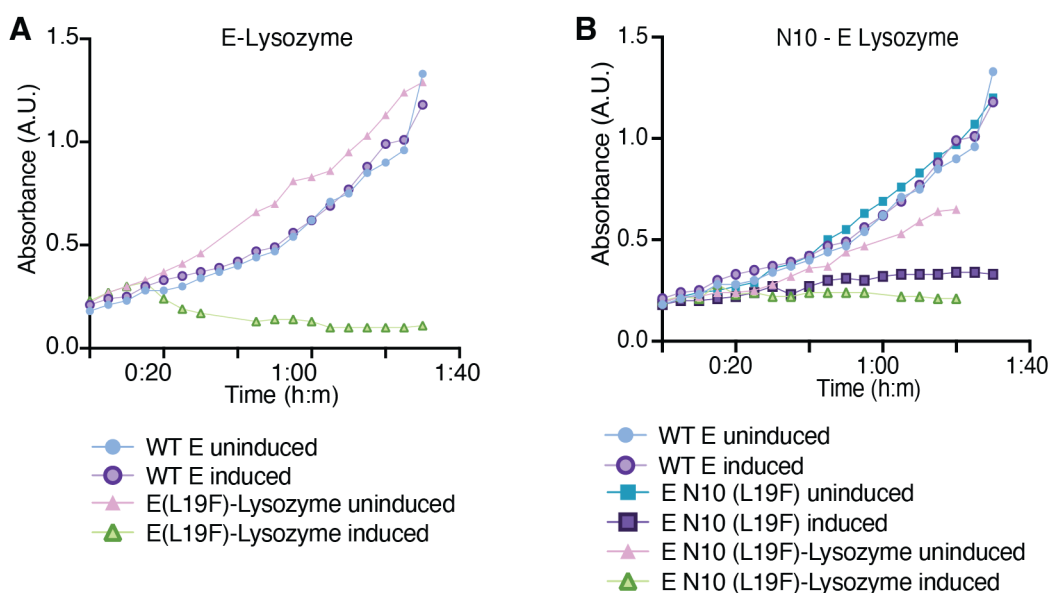 A
E-Lysozyme
1.5
1.0
0.5
0.0
Absorbance (A.U.)
0:20
1:00
1:40
Time (h:m)
WT E uninduced
WT E induced
E(L19F)-Lysozyme uninduced
E(L19F)-Lysozyme induced
B
N10 - E Lysozyme
1.5
1.0
0.5
0.0
Absorbance (A.U.)
0:20
1:00
1:40
Time (h:m)
WT E uninduced
WT E induced
E N10 (L19F) uninduced
E N10 (L19F) induced
E N10 (L19F)-Lysozyme uninduced
E N10 (L19F)-Lysozyme induced